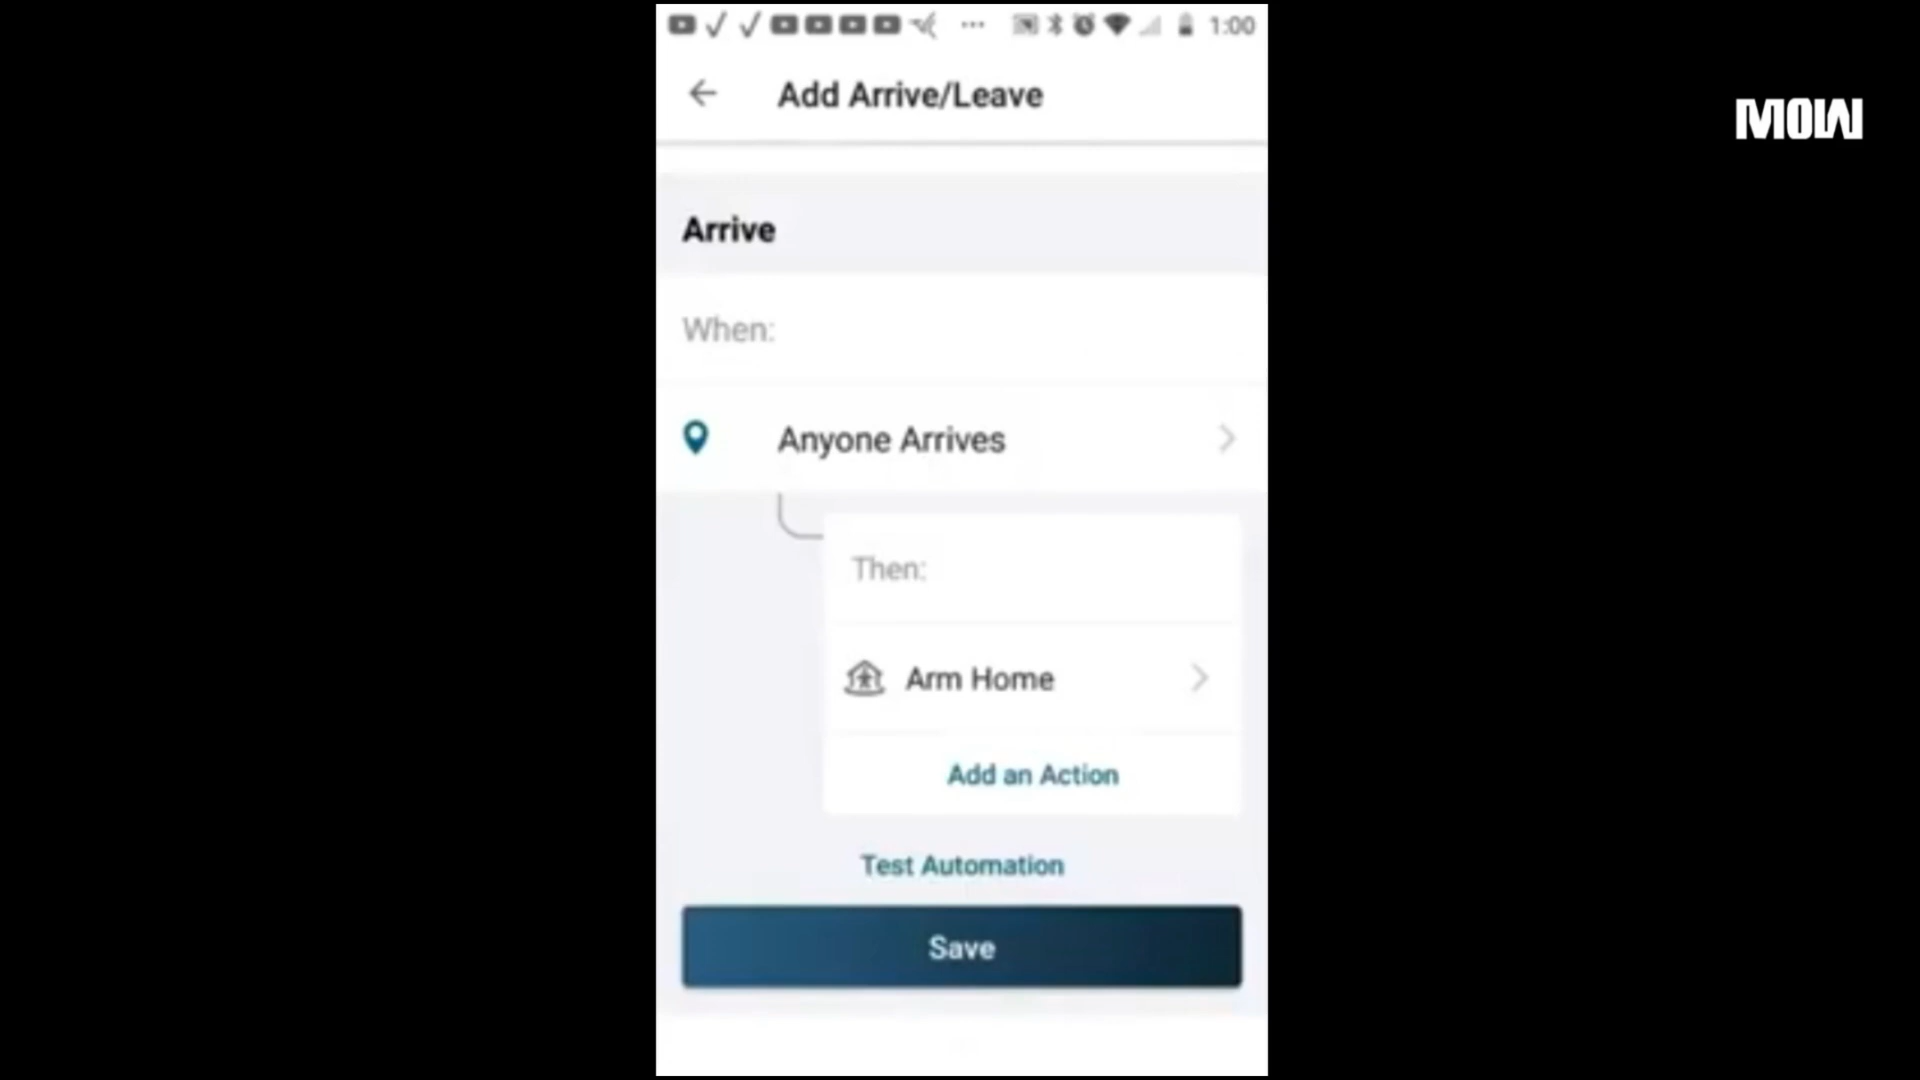 1:00
Add Arrive/Leave
MOW
Arrive
When:
Anyone Arrives
Then:
Arm Home
Add an Action
Test Automation
Save